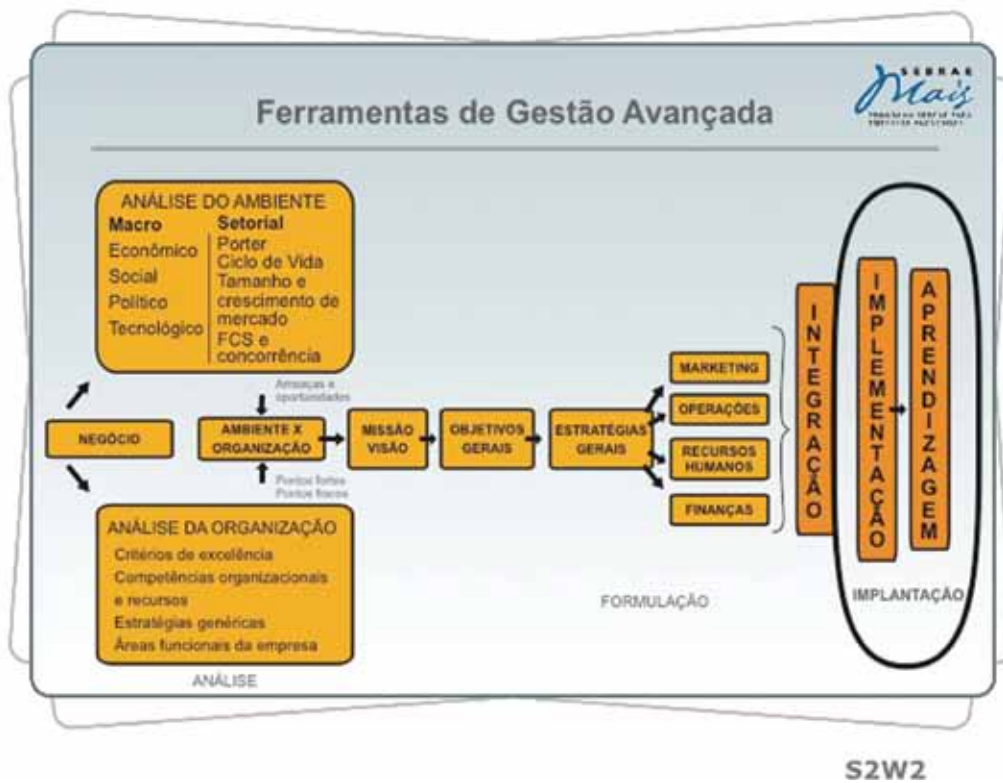 SEBRAE
Mais
Ferramentas de Gestão Avançada
ANÁLISE DO AMBIENTE
Macro
Econômico
Social
Político
Tecnológico
Setorial
Porter
Ciclo de Vida
Tamanho e
crescimento de
mercado
FCS e
concorrência
Ameaças e
oportunidades
NEGÓCIO
AMBIENTE X
ORGANIZAÇÃO
MISSÃO
VISÃO
OBJETIVOS
GERAIS
ESTRATÉGIAS
GERAIS
MARKETING
OPERAÇÕES
RECURSOS
HUMANOS
FINANÇAS
INTEGRAÇÃO
IMPLEMENTAÇÃO
APRENDIZAGEM
Pontos fortes
Pontos fracos
ANÁLISE DA ORGANIZAÇÃO
Critérios de excelência
Competências organizacionais
e recursos
Estratégias genéricas
Áreas funcionais da empresa
ANÁLISE
FORMULAÇÃO
IMPLANTAÇÃO
S2W2